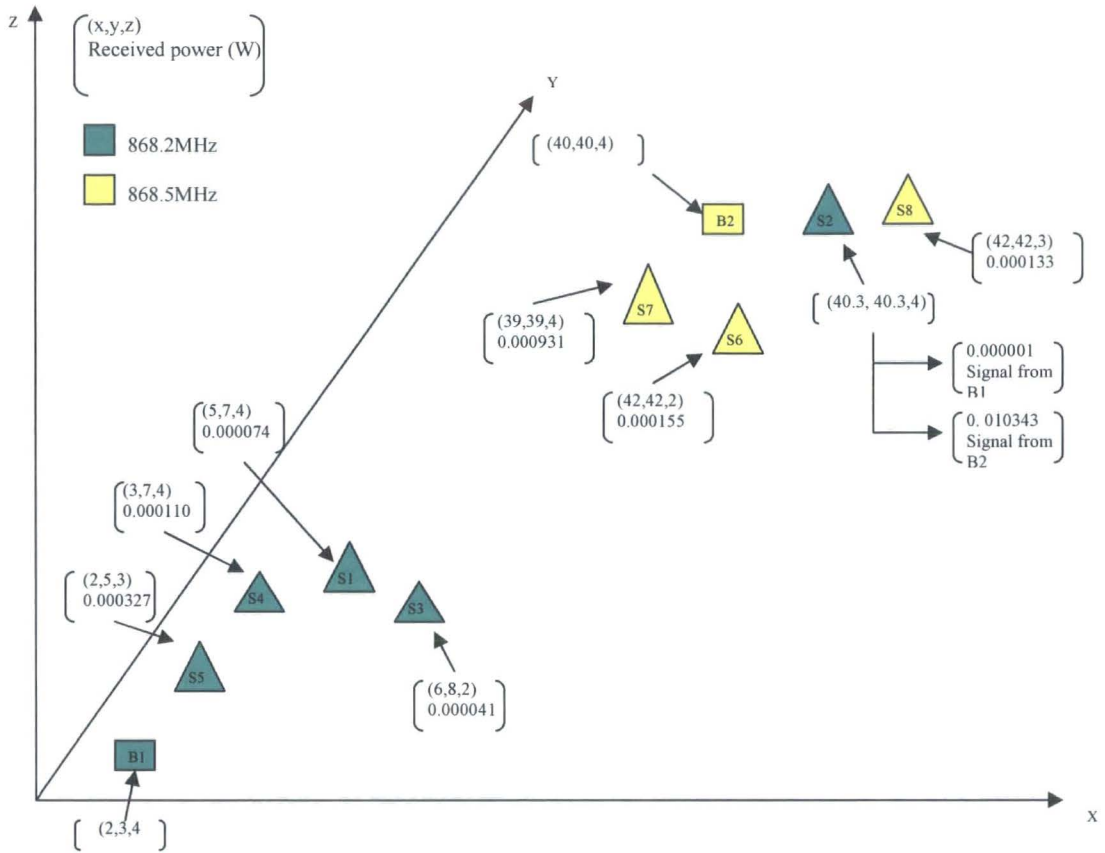 Z
(x,y,z)
Received power (W)
868.2MHz
868.5MHz
Y
(40,40,4)
B2
S2
S8
(42,42,3)
0.000133
(39,39,4)
0.000931
S7
S6
(40.3, 40.3,4)
(42,42,2)
0.000155
0.000001
Signal from
B1
0. 010343
Signal from
B2
(5,7,4)
0.000074
(3,7,4)
0.000110
(2,5,3)
0.000327
S4
S1
S3
S5
(6,8,2)
0.000041
B1
(2,3,4
X